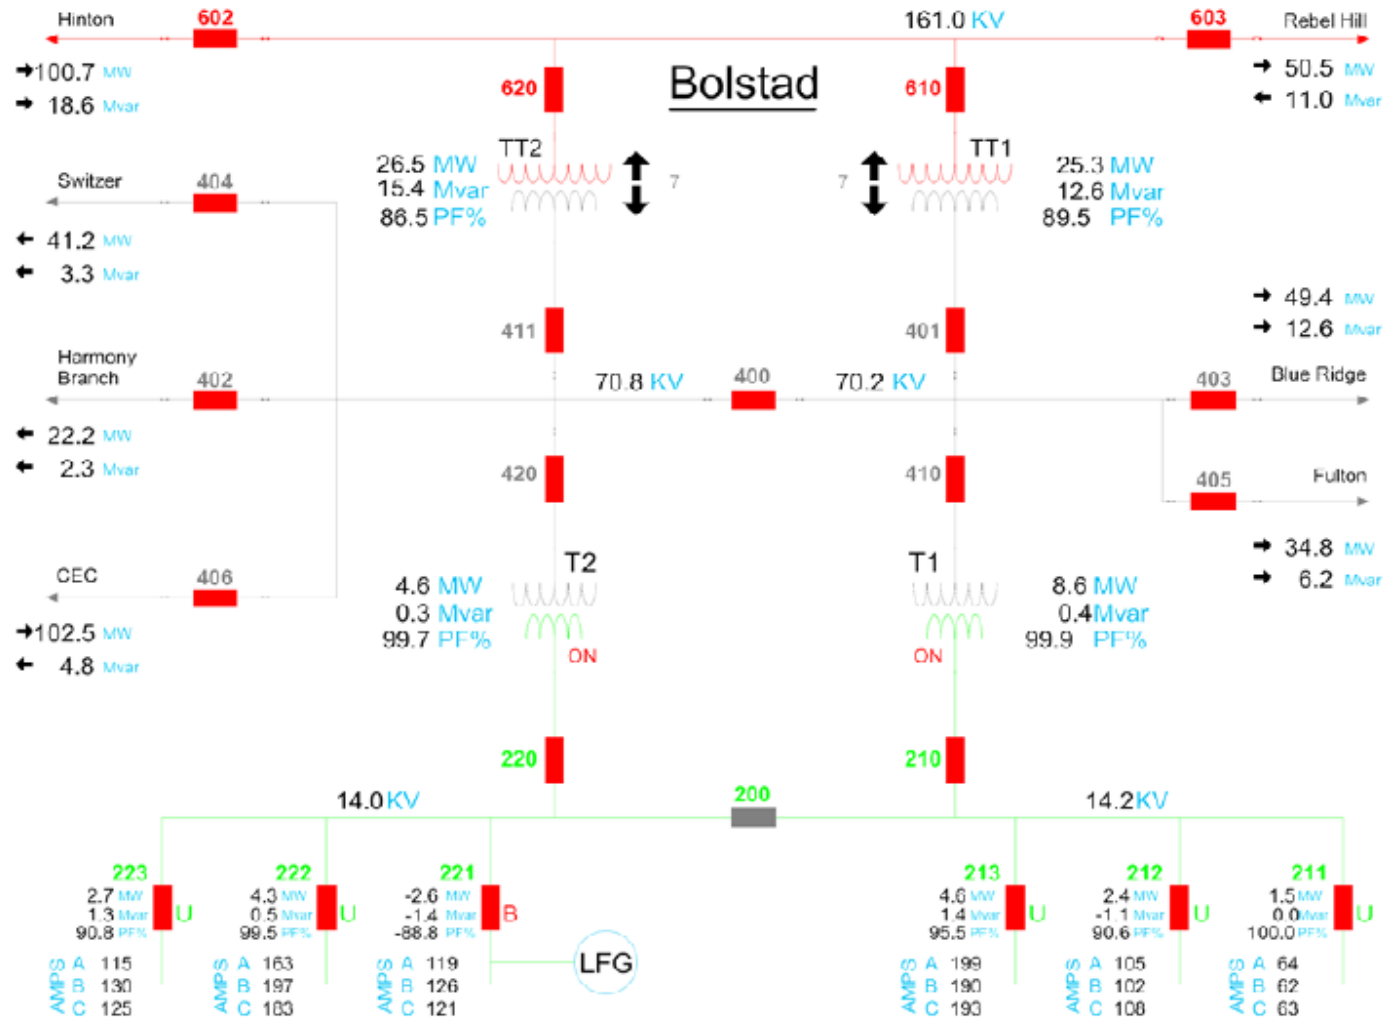 Hinton
602
161.0 KV
603
Rebel Hill
100.7 MW
18.6 Mvar
620
Bolstad
610
50.5 MW
11.0 Mvar
TT2
26.5 MW
15.4 Mvar
86.5 PF%
7
7
TT1
25.3 MW
12.6 Mvar
89.5 PF%
Switzer
404
41.2 MW
3.3 Mvar
411
401
49.4 MW
12.6 Mvar
Harmony
Branch
402
70.8 KV
400
70.2 KV
403
Blue Ridge
22.2 MW
2.3 Mvar
420
410
405
Fulton
34.8 MW
6.2 Mvar
CEC
406
102.5 MW
4.8 Mvar
T2
4.6 MW
0.3 Mvar
99.7 PF%
ON
T1
8.6 MW
0.4 Mvar
99.9 PF%
ON
220
210
14.0 KV
200
14.2 KV
223
2.7 MW
1.3 Mvar
90.8 PF%
U
AMPS
A 115
B 130
C 125
222
4.3 MW
0.5 Mvar
99.5 PF%
U
AMPS
A 163
B 197
C 183
221
-2.6 MW
-1.4 Mvar
-88.8 PF%
B
AMPS
A 119
B 126
C 121
LFG
213
4.6 MW
1.4 Mvar
95.5 PF%
U
AMPS
A 199
B 190
C 193
212
2.4 MW
-1.1 Mvar
90.6 PF%
U
AMPS
A 105
B 102
C 108
211
1.5 MW
0.0 Mvar
100.0 PF%
U
AMPS
A 64
B 62
C 63